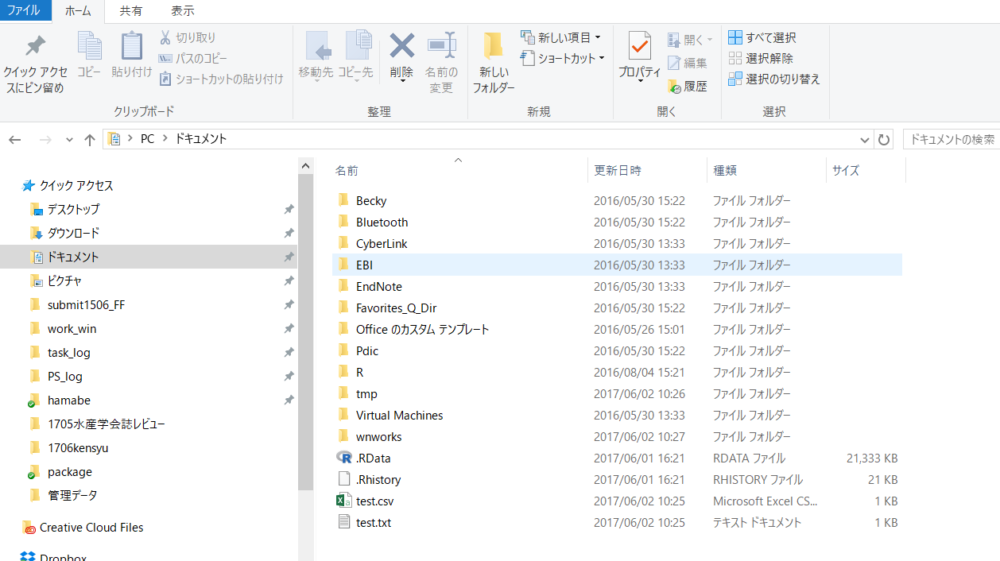 ファイル ホーム 共有 表示
クイック アクセスにピン留め
コピー
貼り付け
切り取り
パスのコピー
ショートカットの貼り付け
クリップボード
移動先
コピー先
削除
名前の変更
整理
新しいフォルダー
新しい項目
ショートカット
新規
プロパティ
開く
編集
履歴
開く
すべて選択
選択解除
選択の切り替え
選択
PC > ドキュメント
ドキュメントの検索
クイック アクセス
デスクトップ
ダウンロード
ドキュメント
ピクチャ
submit1506_FF
work_win
task_log
PS_log
hamabe
1705水産学会誌レビュー
1706kensyu
package
管理データ
Creative Cloud Files
Dropbox
名前 更新日時 種類 サイズ
Becky 2016/05/30 15:22 ファイル フォルダー
Bluetooth 2016/05/30 15:22 ファイル フォルダー
CyberLink 2016/05/30 13:33 ファイル フォルダー
EBI 2016/05/30 13:33 ファイル フォルダー
EndNote 2016/05/30 13:33 ファイル フォルダー
Favorites_Q_Dir 2016/05/30 15:22 ファイル フォルダー
Office のカスタム テンプレート 2016/05/26 15:01 ファイル フォルダー
Pdic 2016/05/30 15:22 ファイル フォルダー
R 2016/08/04 15:21 ファイル フォルダー
tmp 2017/06/02 10:26 ファイル フォルダー
Virtual Machines 2016/05/30 13:33 ファイル フォルダー
wnworks 2017/06/02 10:27 ファイル フォルダー
.RData 2017/06/01 16:21 RDATA ファイル 21,333 KB
.Rhistory 2017/06/01 16:21 RHISTORY ファイル 21 KB
test.csv 2017/06/02 10:25 Microsoft Excel CS... 1 KB
test.txt 2017/06/02 10:25 テキスト ドキュメント 1 KB